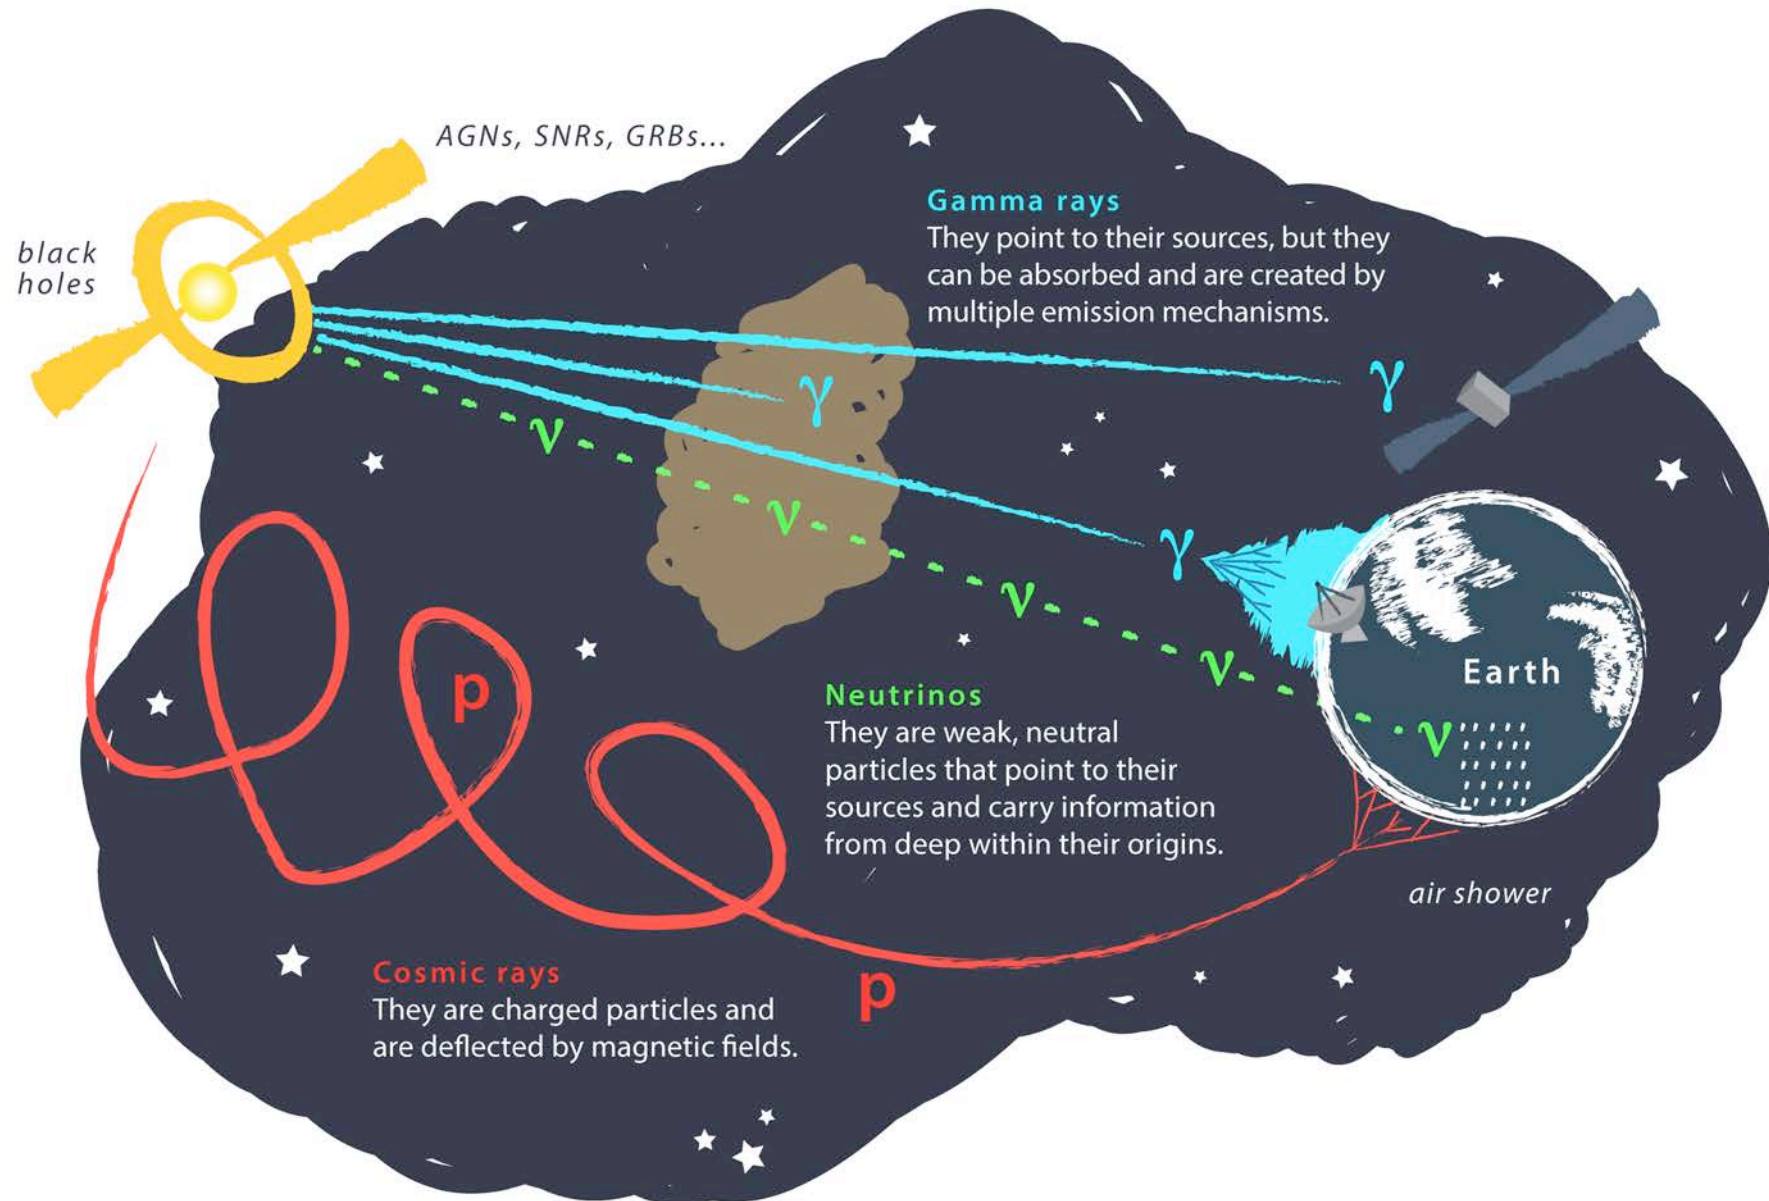 AGNs, SNRs, GRBs...
black
holes
Gamma rays
They point to their sources, but they
can be absorbed and are created by
multiple emission mechanisms.
γ
γ
ν
ν
γ
ν
ν
Earth
ν
p
Neutrinos
They are weak, neutral
particles that point to their
sources and carry information
from deep within their origins.
air shower
Cosmic rays
They are charged particles and
are deflected by magnetic fields.
p